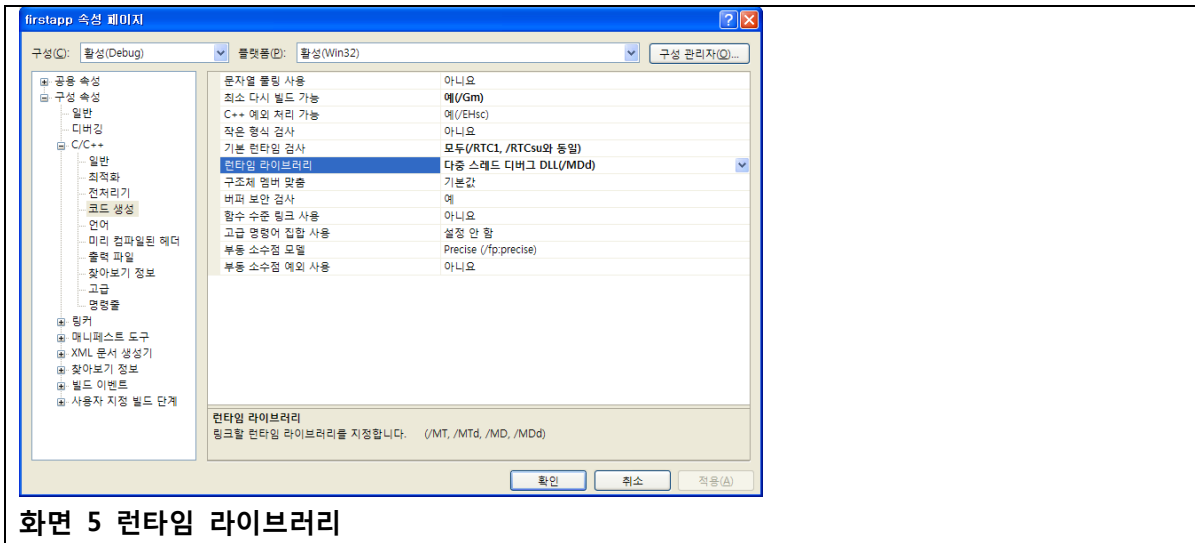 firstapp 속성 페이지
구성(C): 활성(Debug) 플랫폼(P): 활성(Win32) 구성 관리자(O)...
공용 속성
구성 속성
일반
디버깅
C/C++
일반
최적화
전처리기
코드 생성
언어
미리 컴파일된 헤더
출력 파일
찾아보기 정보
고급
명령줄
링커
매니페스트 도구
XML 문서 생성기
찾아보기 정보
빌드 이벤트
사용자 지정 빌드 단계
문자열 풀링 사용 아니요
최소 다시 빌드 가능 예(/Gm)
C++ 예외 처리 가능 예(/EHsc)
작은 형식 검사 아니요
기본 런타임 검사 모두(/RTC1, /RTCsu와 동일)
런타임 라이브러리 다중 스레드 디버그 DLL(/MDd)
구조체 멤버 맞춤 기본값
버퍼 보안 검사 예
함수 수준 링크 사용 아니요
고급 명령어 집합 사용 설정 안 함
부동 소수점 모델 Precise (/fp:precise)
부동 소수점 예외 사용 아니요
런타임 라이브러리
링크할 런타임 라이브러리를 지정합니다. (/MT, /MTd, /MD, /MDd)
확인 취소 적용(A)
화면 5 런타임 라이브러리